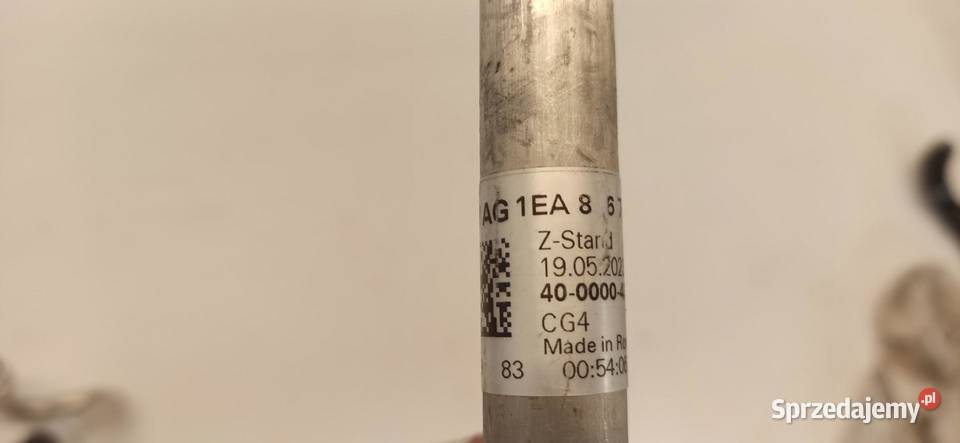 AG 1EA 8 6
Z-Stand
19.05.202
40-0000-4
CG4
Made in
83 00:54:0
Sprzedajemy.pl